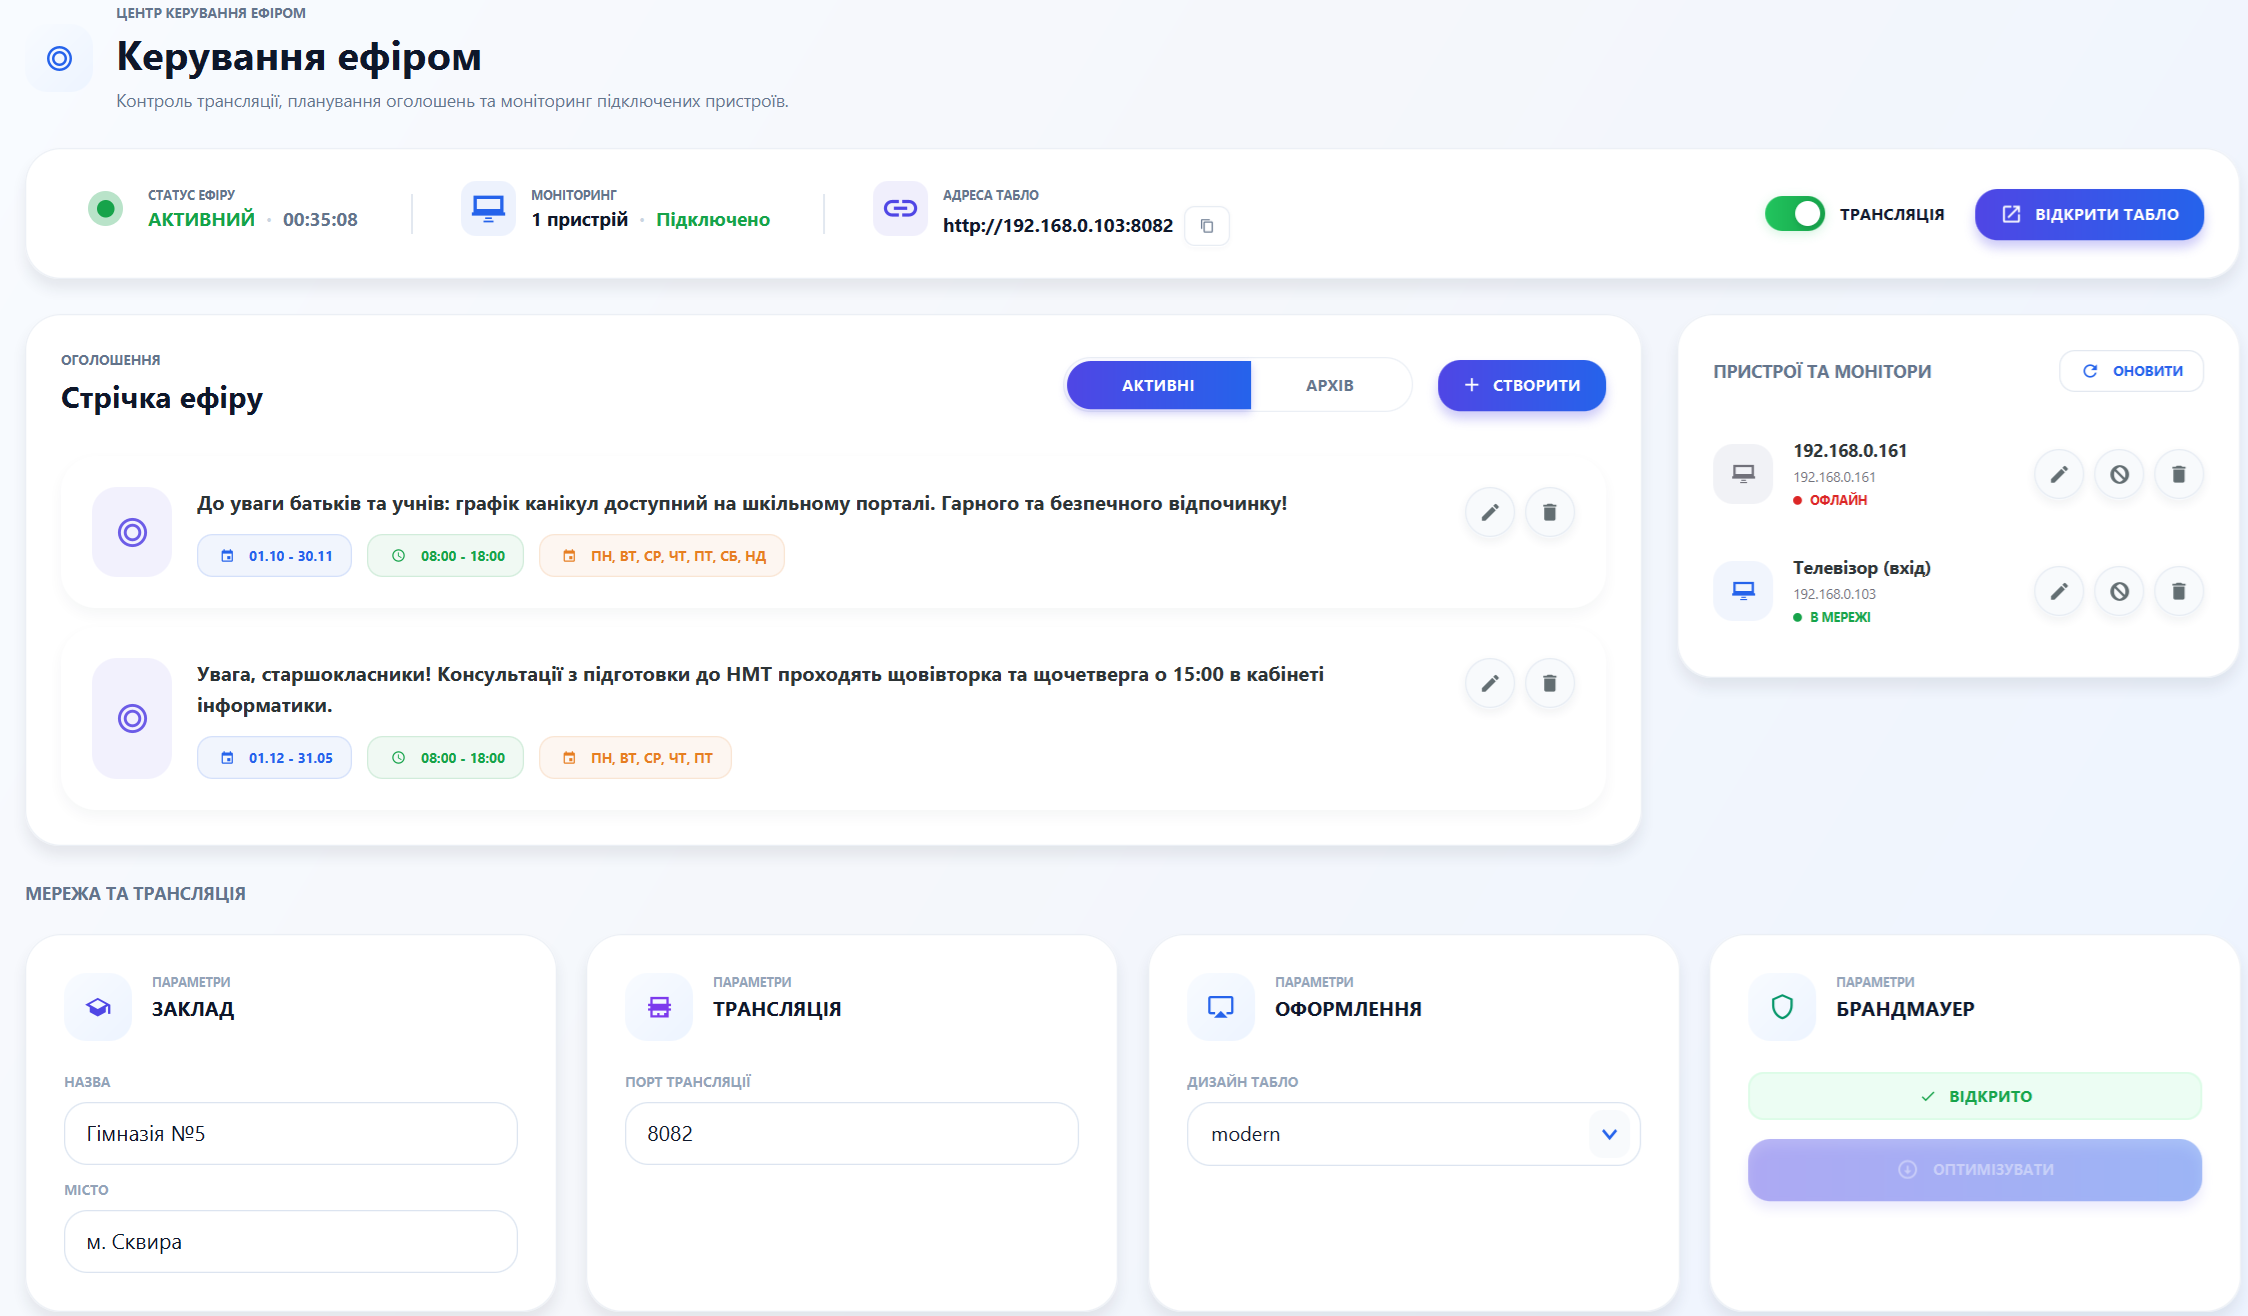 ЦЕНТР КЕРУВАННЯ ЕФІРОМ
Керування ефіром
Контроль трансляції, планування оголошень та моніторинг підключених пристроїв.
СТАТУС ЕФІРУ
АКТИВНИЙ • 00:35:08
МОНІТОРИНГ
1 пристрій • Підключено
АДРЕСА ТАБЛО
http://192.168.0.103:8082
ТРАНСЛЯЦІЯ
ВІДКРИТИ ТАБЛО
ОГОЛОШЕННЯ
Стрічка ефіру
АКТИВНІ
АРХІВ
СТВОРИТИ
До уваги батьків та учнів: графік канікул доступний на шкільному порталі. Гарного та безпечного відпочинку!
01.10 - 30.11
08:00 - 18:00
ПН, ВТ, СР, ЧТ, ПТ, СБ, НД
Увага, старшокласники! Консультації з підготовки до НМТ проходять щовівторка та щочетверга о 15:00 в кабінеті
інформатики.
01.12 - 31.05
08:00 - 18:00
ПН, ВТ, СР, ЧТ, ПТ
ПРИСТРОЇ ТА МОНІТОРИ
ОНОВИТИ
192.168.0.161
192.168.0.161
ОФЛАЙН
Телевізор (вхід)
192.168.0.103
В МЕРЕЖІ
МЕРЕЖА ТА ТРАНСЛЯЦІЯ
ПАРАМЕТРИ
ЗАКЛАД
НАЗВА
Гімназія №5
МІСТО
м. Сквира
ПАРАМЕТРИ
ТРАНСЛЯЦІЯ
ПОРТ ТРАНСЛЯЦІЇ
8082
ПАРАМЕТРИ
ОФОРМЛЕННЯ
ДИЗАЙН ТАБЛО
modern
ПАРАМЕТРИ
БРАНДМАУЕР
ВІДКРИТО
ОПТИМІЗУВАТИ